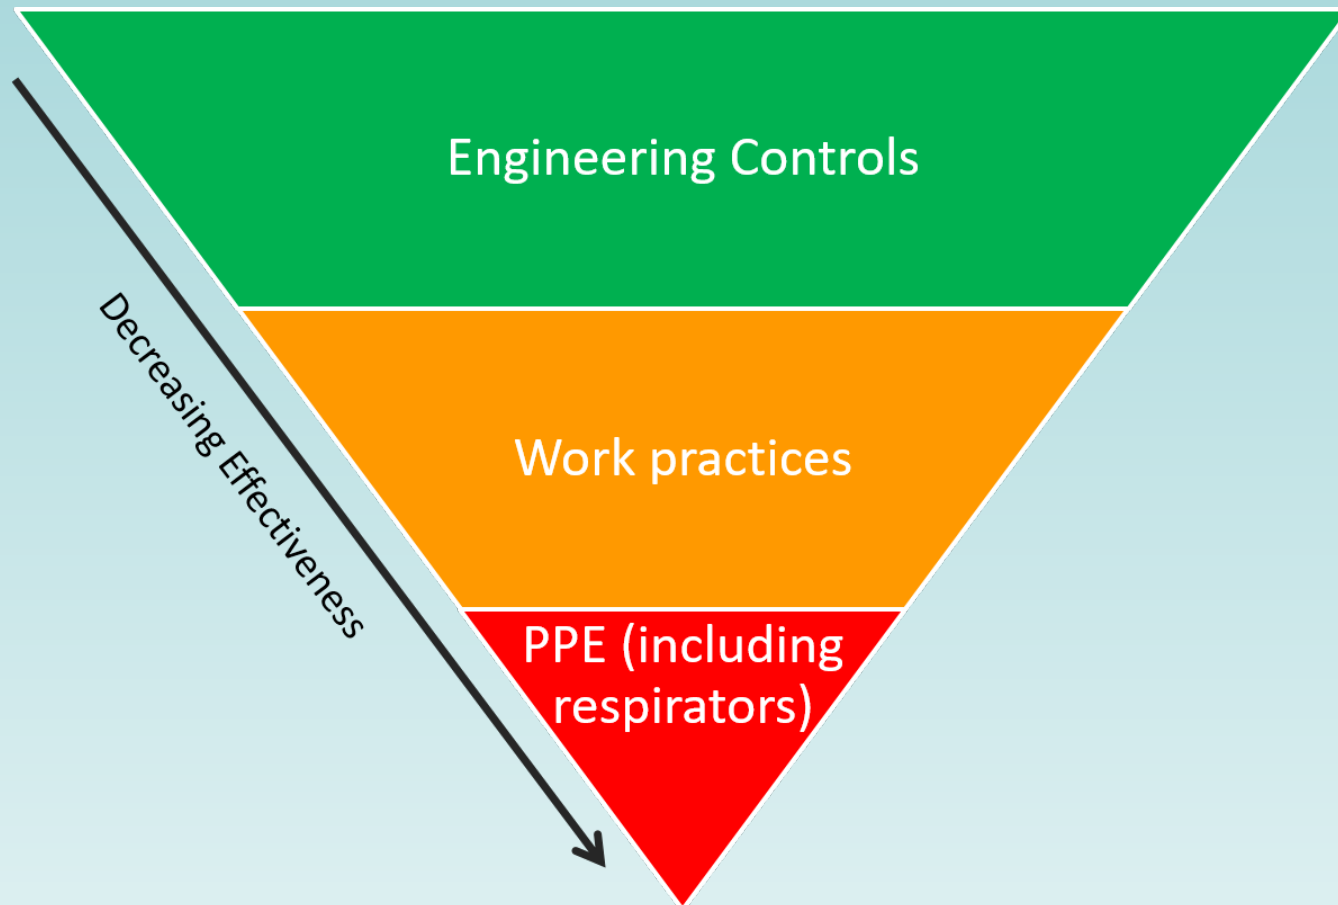 Engineering Controls
Decreasing Effectiveness
Work practices
PPE (including
respirators)